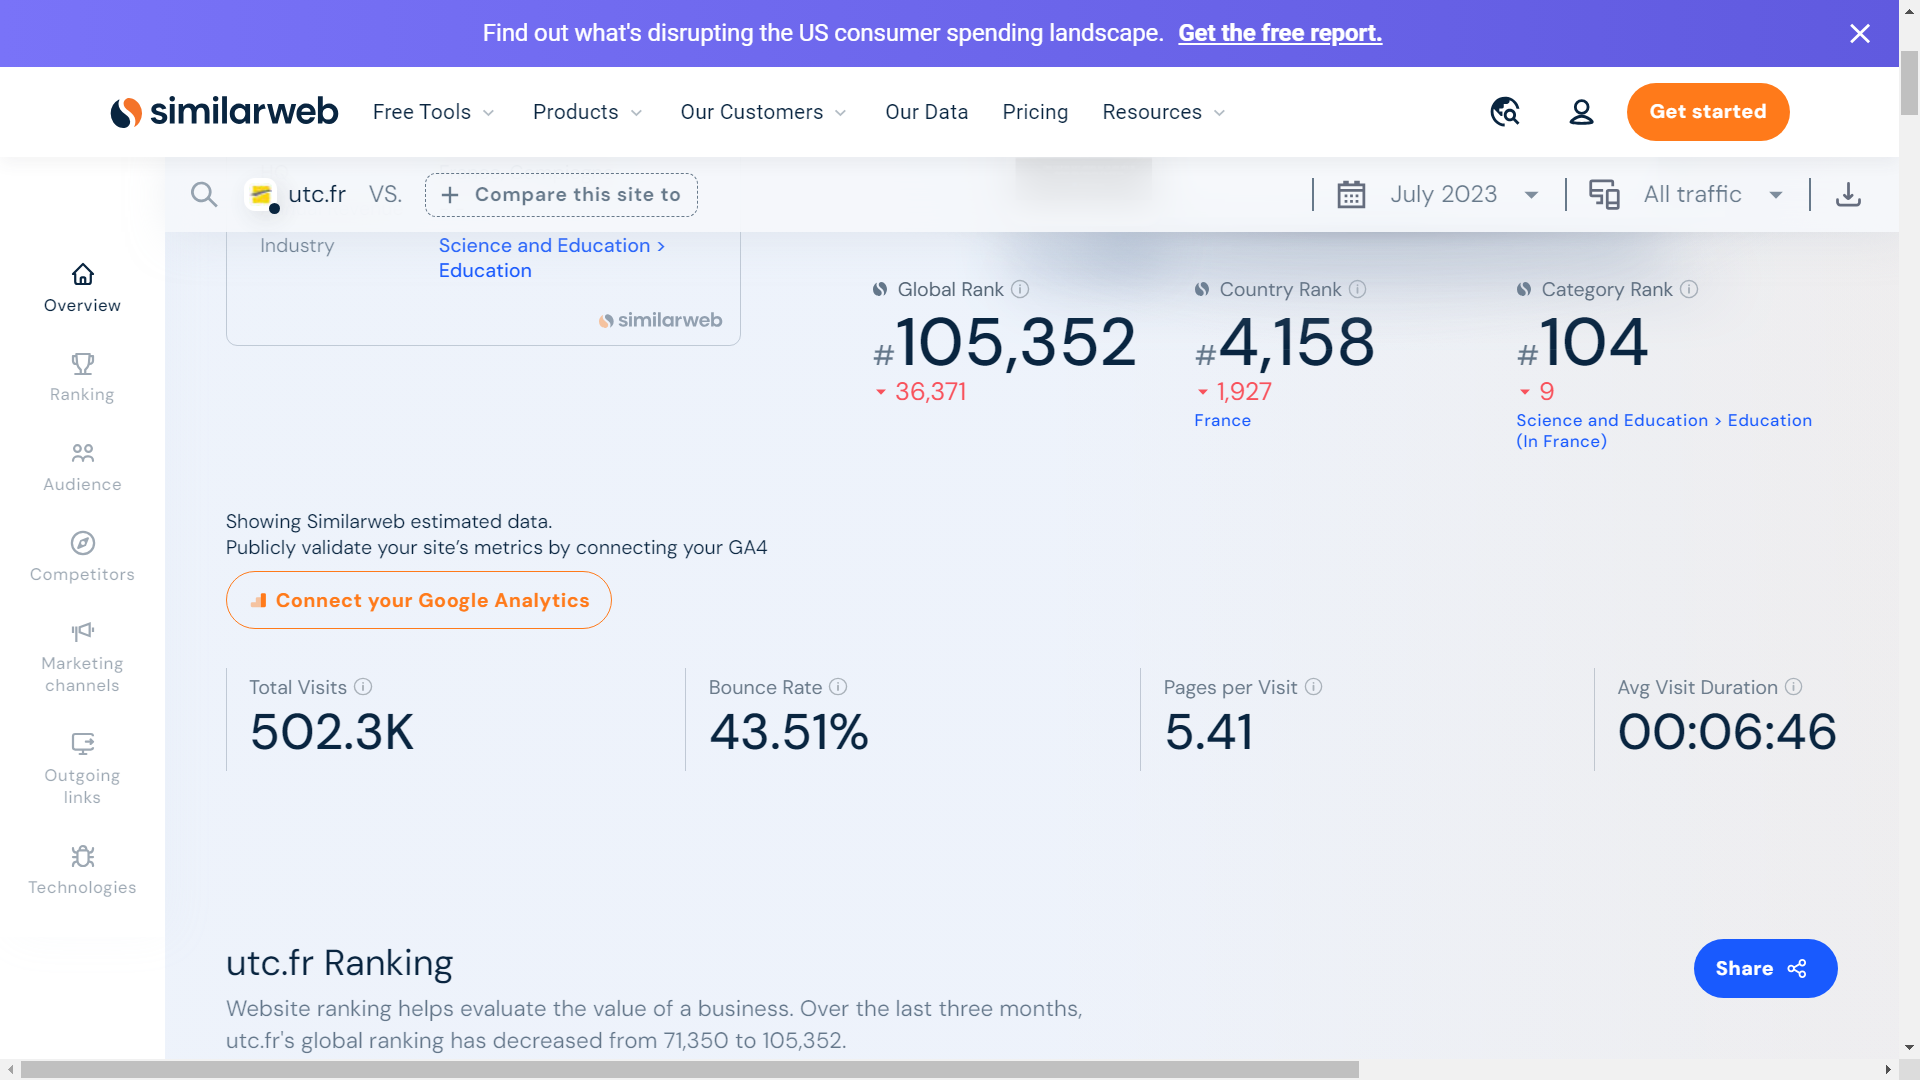 Find out what's disrupting the US consumer spending landscape. Get the free report.
similarweb Free Tools Products Our Customers Our Data Pricing Resources Get started
utc.fr VS. + Compare this site to July 2023 All traffic
Industry Science and Education >
Education
similarweb
Global Rank Country Rank Category Rank
#105,352 #4,158 #104
36,371 1,927 9
France Science and Education > Education
(In France)
Overview
Ranking
Audience
Competitors
Marketing
channels
Outgoing
links
Technologies
Showing Similarweb estimated data.
Publicly validate your site’s metrics by connecting your GA4
Connect your Google Analytics
Total Visits Bounce Rate Pages per Visit Avg Visit Duration
502.3K 43.51% 5.41 00:06:46
utc.fr Ranking
Share
Website ranking helps evaluate the value of a business. Over the last three months,
utc.fr's global ranking has decreased from 71,350 to 105,352.